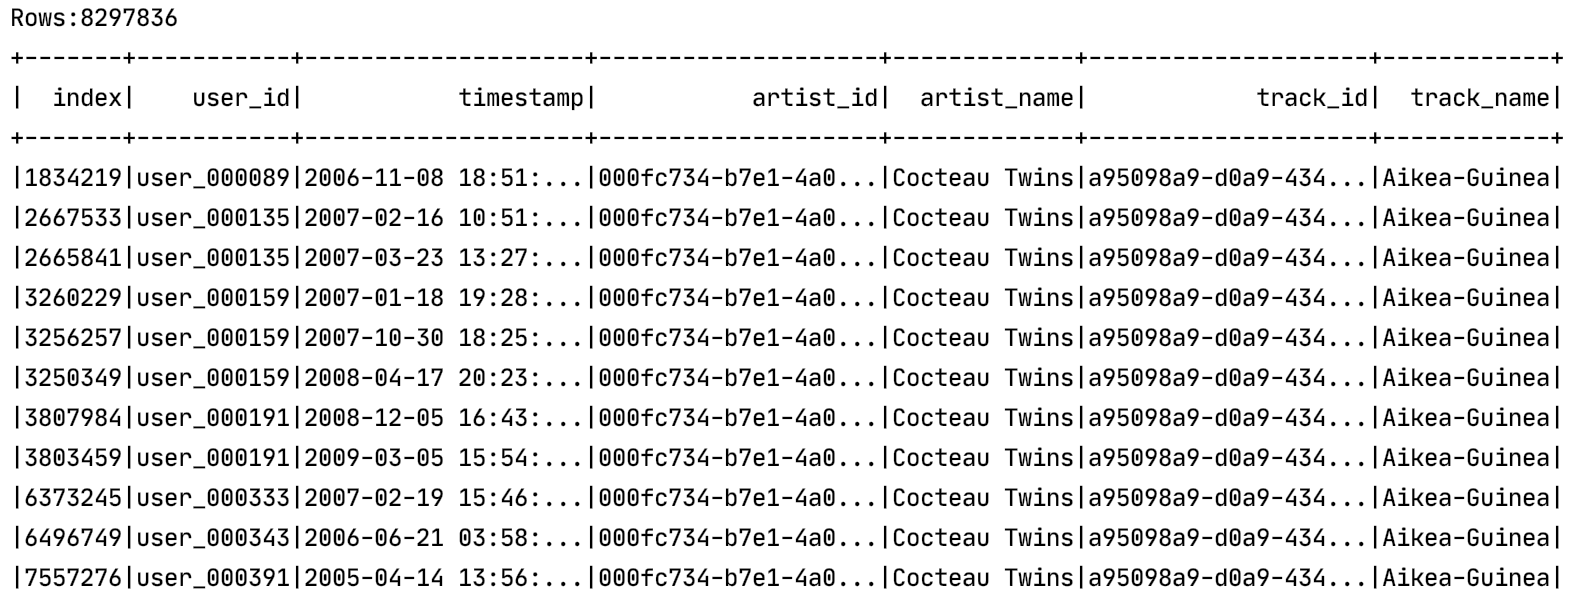 Rows:8297836
+-------+-----------+--------------------+--------------------+-------------+--------------------+------------+
|  index|    user_id|           timestamp|           artist_id|  artist_name|            track_id|  track_name|
+-------+-----------+--------------------+--------------------+-------------+--------------------+------------+
|1834219|user_000089|2006-11-08 18:51:...|000fc734-b7e1-4a0...|Cocteau Twins|a95098a9-d0a9-434...|Aikea-Guinea|
|2667533|user_000135|2007-02-16 10:51:...|000fc734-b7e1-4a0...|Cocteau Twins|a95098a9-d0a9-434...|Aikea-Guinea|
|2665841|user_000135|2007-03-23 13:27:...|000fc734-b7e1-4a0...|Cocteau Twins|a95098a9-d0a9-434...|Aikea-Guinea|
|3260229|user_000159|2007-01-18 19:28:...|000fc734-b7e1-4a0...|Cocteau Twins|a95098a9-d0a9-434...|Aikea-Guinea|
|3256257|user_000159|2007-10-30 18:25:...|000fc734-b7e1-4a0...|Cocteau Twins|a95098a9-d0a9-434...|Aikea-Guinea|
|3250349|user_000159|2008-04-17 20:23:...|000fc734-b7e1-4a0...|Cocteau Twins|a95098a9-d0a9-434...|Aikea-Guinea|
|3807984|user_000191|2008-12-05 16:43:...|000fc734-b7e1-4a0...|Cocteau Twins|a95098a9-d0a9-434...|Aikea-Guinea|
|3803459|user_000191|2009-03-05 15:54:...|000fc734-b7e1-4a0...|Cocteau Twins|a95098a9-d0a9-434...|Aikea-Guinea|
|6373245|user_000333|2007-02-19 15:46:...|000fc734-b7e1-4a0...|Cocteau Twins|a95098a9-d0a9-434...|Aikea-Guinea|
|6496749|user_000343|2006-06-21 03:58:...|000fc734-b7e1-4a0...|Cocteau Twins|a95098a9-d0a9-434...|Aikea-Guinea|
|7557276|user_000391|2005-04-14 13:56:...|000fc734-b7e1-4a0...|Cocteau Twins|a95098a9-d0a9-434...|Aikea-Guinea|